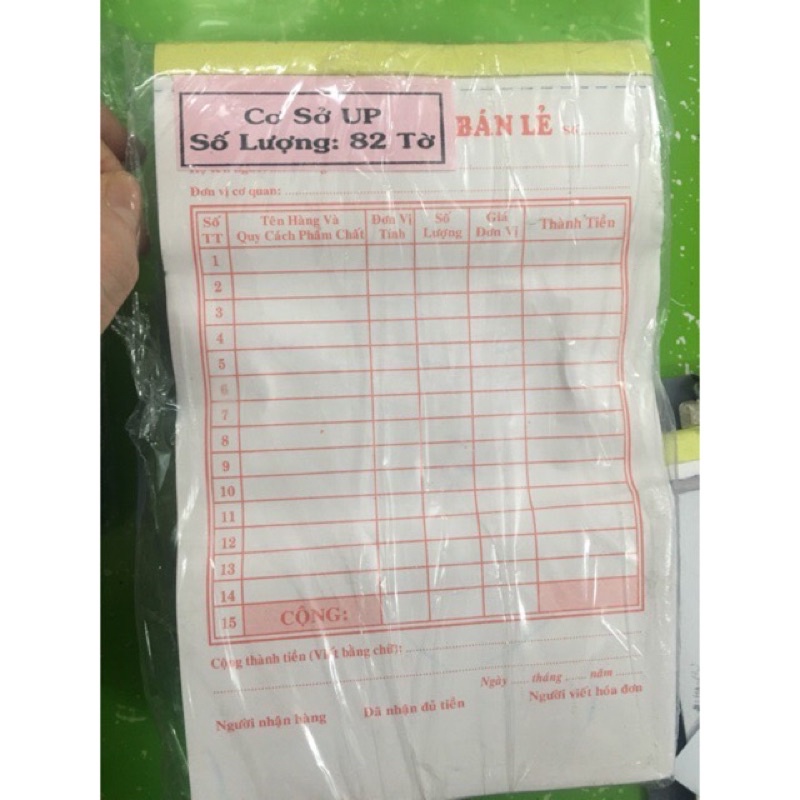 Cơ Sở UP
Số Lượng: 82 Tờ
BÁN LẺ
Đơn vị cơ quan:
Số TT
Tên Hàng Và Quy Cách Phẩm Chất
Đơn Vị Tính
Số Lượng
Giá Đơn Vị
Thành Tiền
1
2
3
4
5
6
7
8
9
10
11
12
13
14
15 CỘNG:
Cộng thành tiền (Viết bằng chữ):
Ngày .... tháng ...... năm ........
Người nhận hàng Đã nhận đủ tiền Người viết hóa đơn